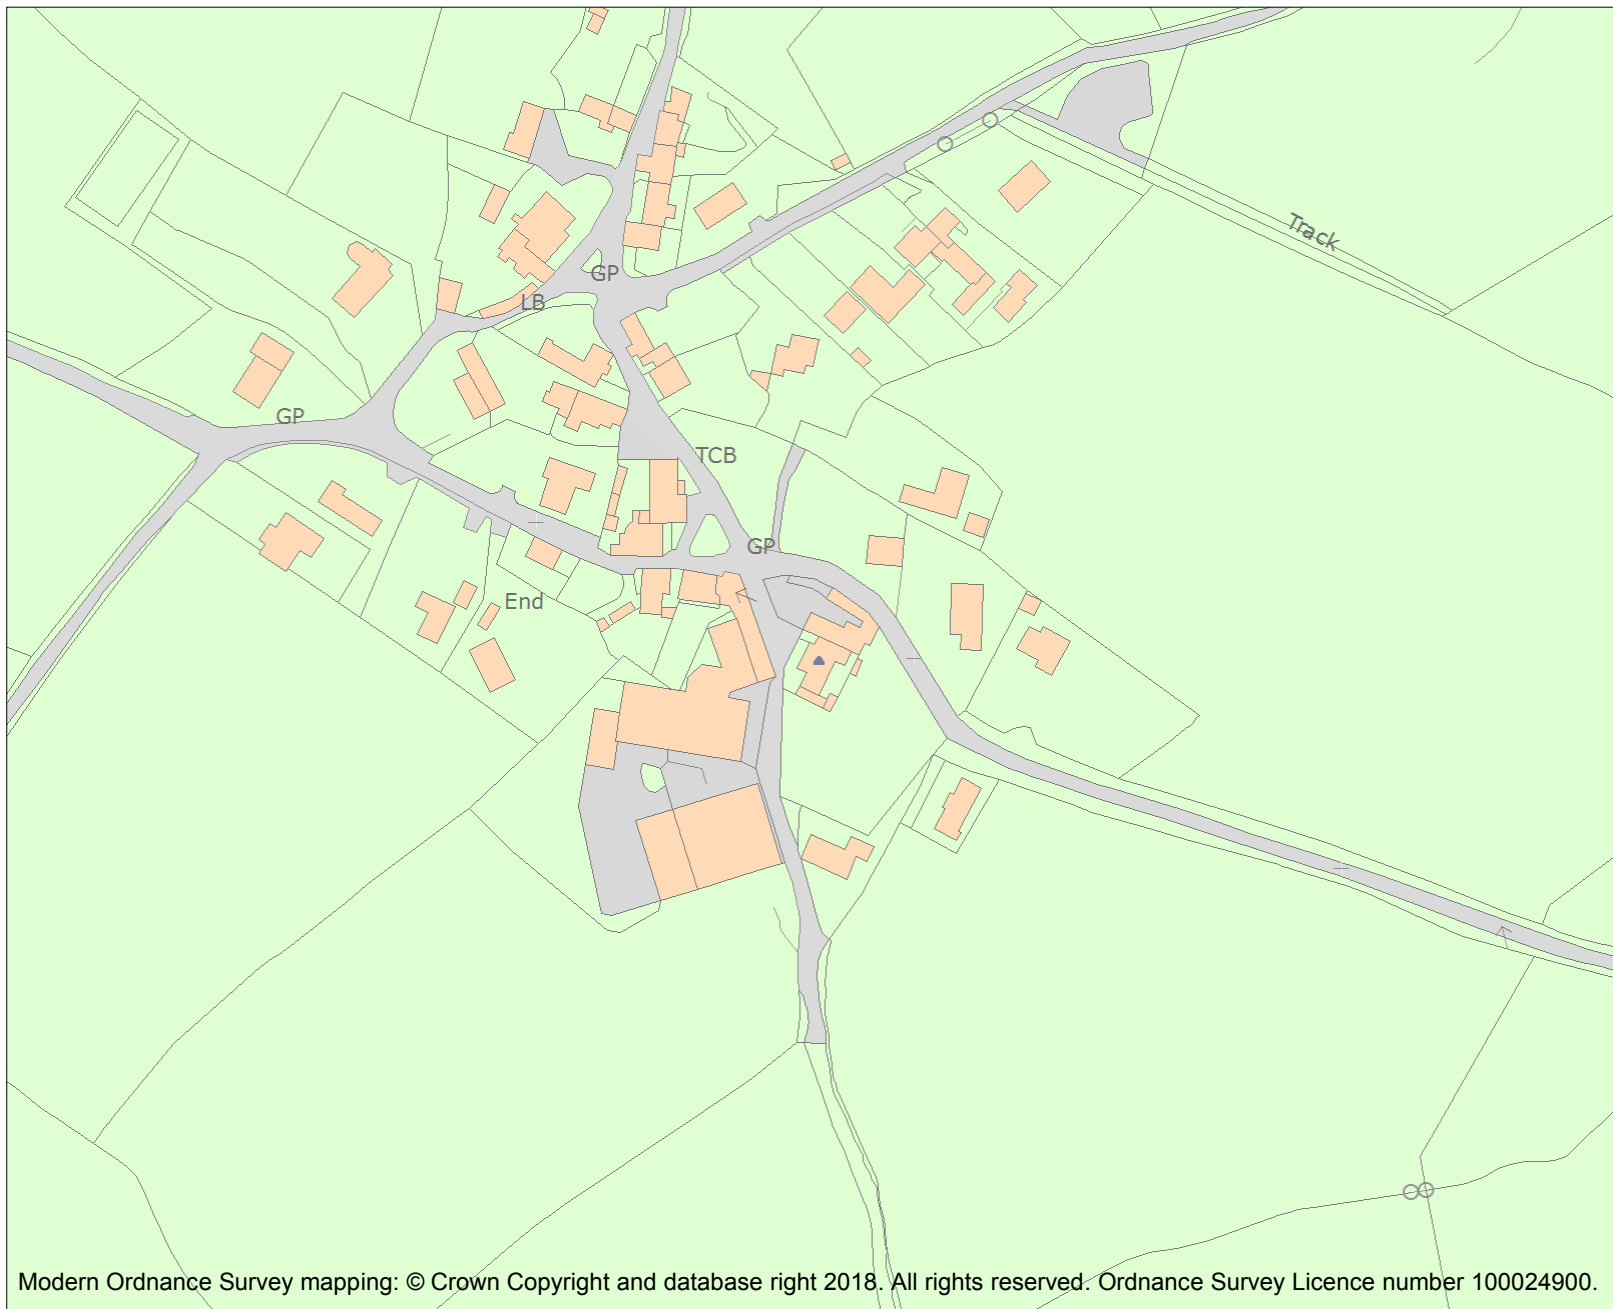 Track
GP
LB
GP
TCB
GP
End
Modern Ordnance Survey mapping: © Crown Copyright and database right 2018. All rights reserved. Ordnance Survey Licence number 100024900.